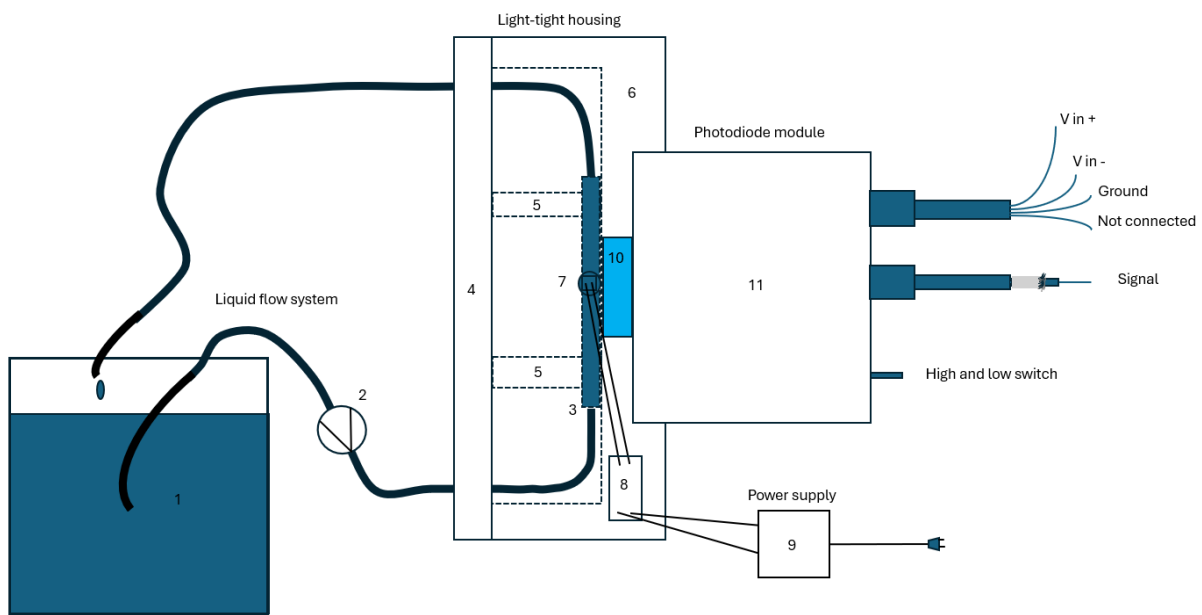 Light-tight housing
6
Photodiode module
V in +
V in -
Ground
Not connected
5
10
7
11
Signal
4
Liquid flow system
5
High and low switch
2
3
8
1
Power supply
9